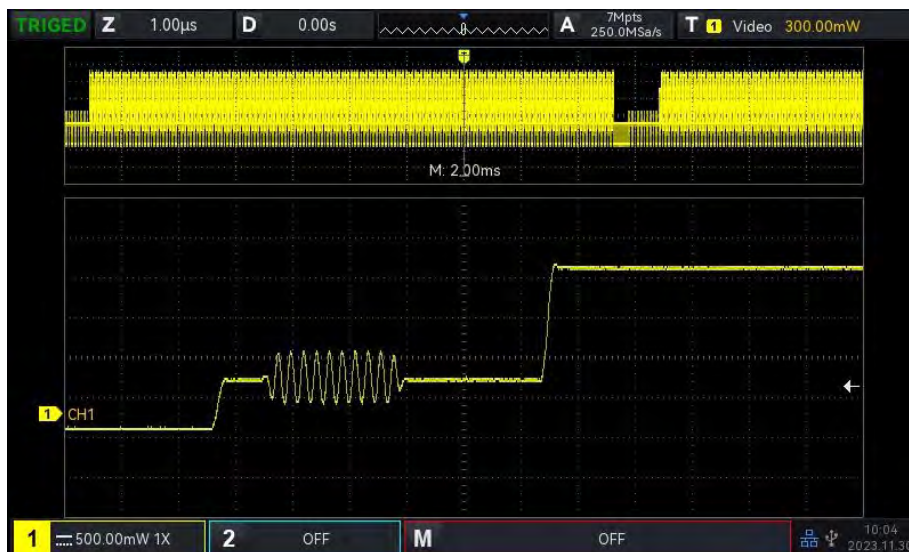 TRIGED Z 1.00μs D 0.00s A 7Mpts 250.0MSa/s T 1 Video 300.00mW
T
M: 2.00ms
1 CH1
1 500.00mW 1X 2 OFF M OFF 10:04
2023.11.30